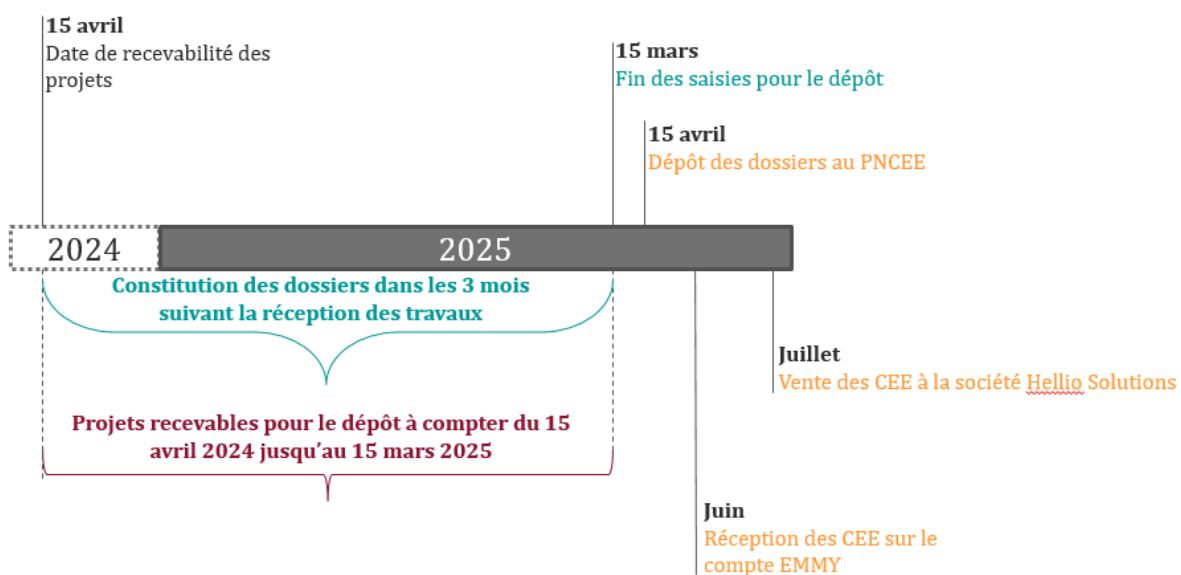 15 avril
Date de recevabilité des
projets
15 mars
Fin des saisies pour le dépôt
15 avril
Dépôt des dossiers au PNCEE
2024
2025
Constitution des dossiers dans les 3 mois
suivant la réception des travaux
Juillet
Vente des CEE à la société Hellio Solutions
Projets recevables pour le dépôt à compter du 15
avril 2024 jusqu’au 15 mars 2025
Juin
Réception des CEE sur le
compte EMMY